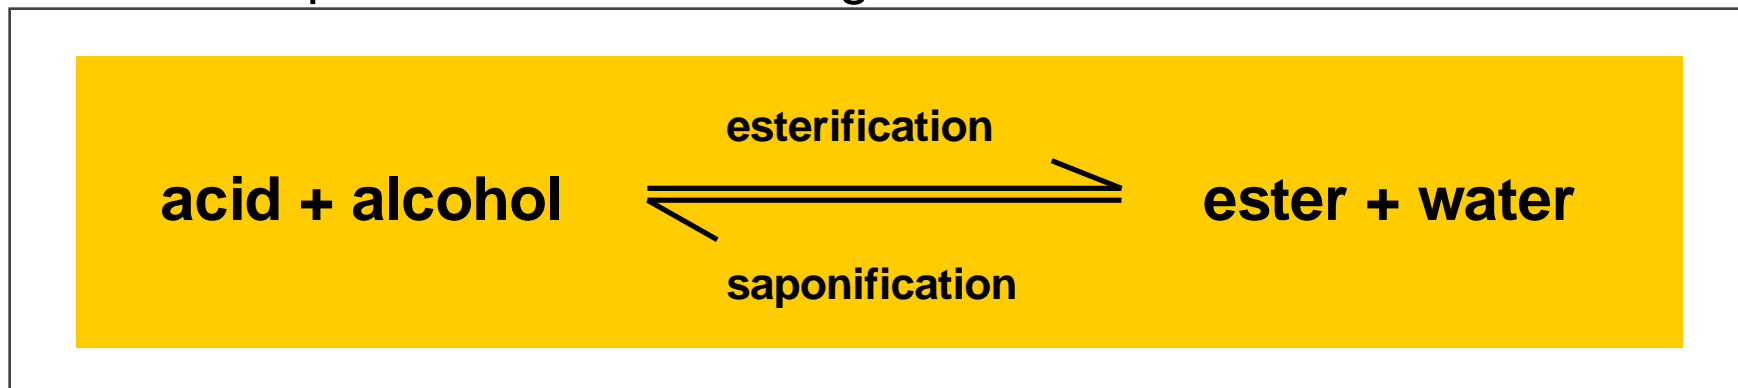 esterification
acid + alcohol ester + water
saponification